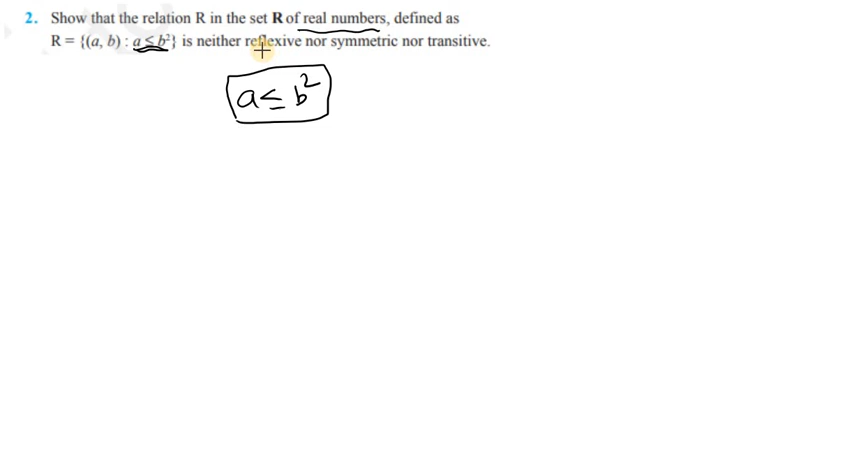 2. Show that the relation R in the set R of real numbers, defined as
R = {(a, b) : a ≤ b²} is neither reflexive nor symmetric nor transitive.
a ≤ b²